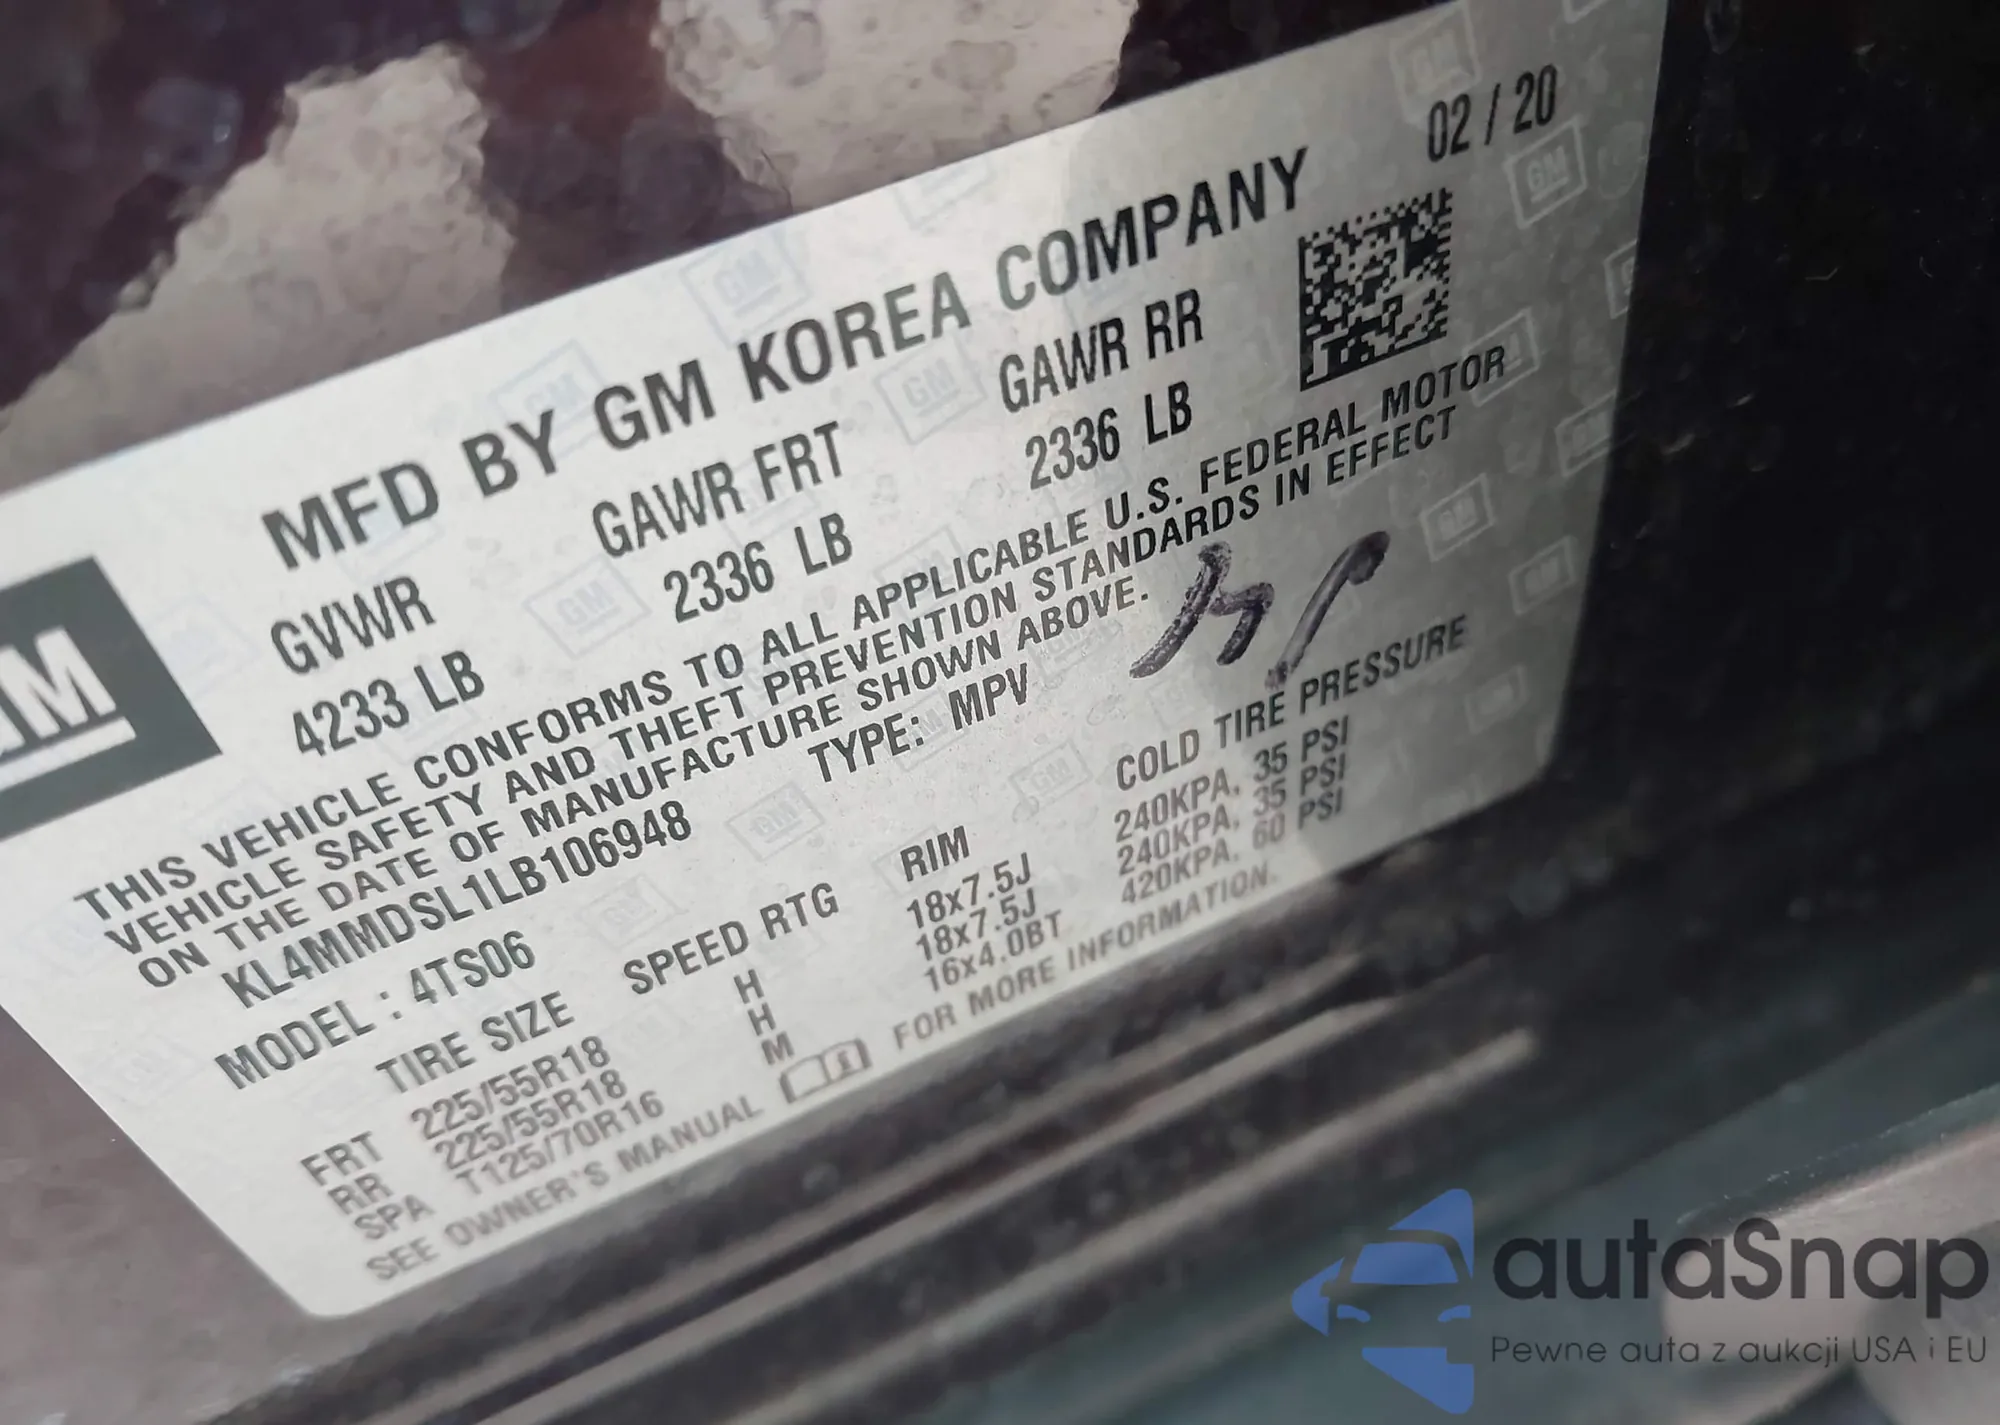 02 / 20
MFD BY GM KOREA COMPANY
GM
GVWR GAWR FRT GAWR RR
4233 LB 2336 LB 2336 LB
THIS VEHICLE CONFORMS TO ALL APPLICABLE U.S. FEDERAL MOTOR
VEHICLE SAFETY AND THEFT PREVENTION STANDARDS IN EFFECT
ON THE DATE OF MANUFACTURE SHOWN ABOVE.
KL4MMDSL1LB106948 TYPE: MPV
MODEL : 4TS06
TIRE SIZE SPEED RTG RIM COLD TIRE PRESSURE
FRT 225/55R18 H 18x7.5J 240KPA, 35 PSI
RR 225/55R18 H 18x7.5J 240KPA, 35 PSI
SPA T125/70R16 M 16x4.0BT 420KPA, 60 PSI
SEE OWNER'S MANUAL FOR MORE INFORMATION.
autaSnap
Pewne auta z aukcji USA i EU